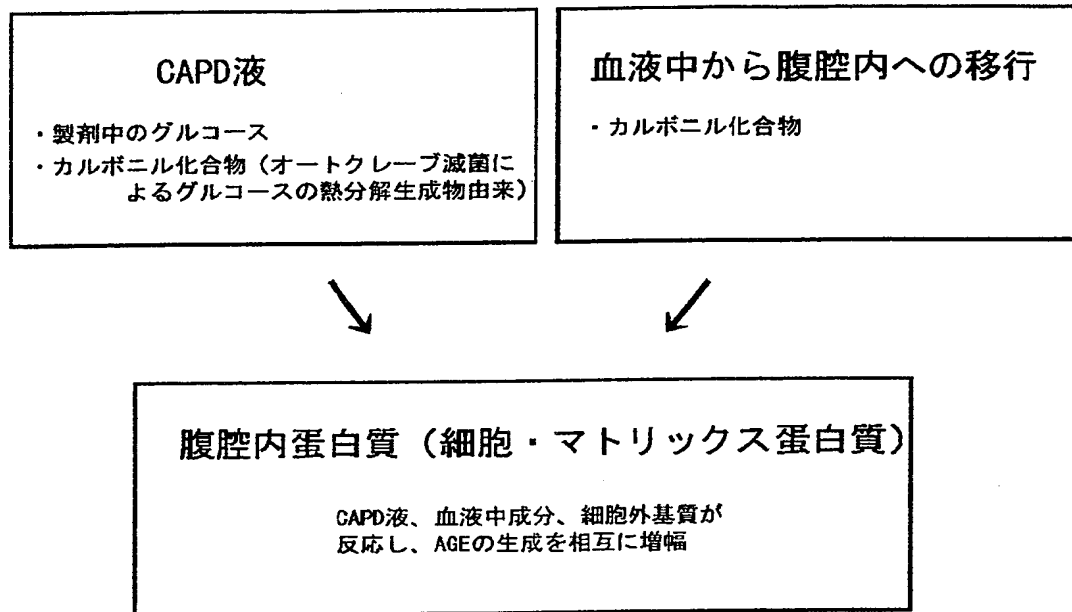 CAPD液
・製剤中のグルコース
・カルボニル化合物（オートクレーブ滅菌に
よるグルコースの熱分解生成物由来）
血液中から腹腔内への移行
・カルボニル化合物
腹腔内蛋白質（細胞・マトリックス蛋白質）
CAPD液、血液中成分、細胞外基質が
反応し、AGEの生成を相互に増幅